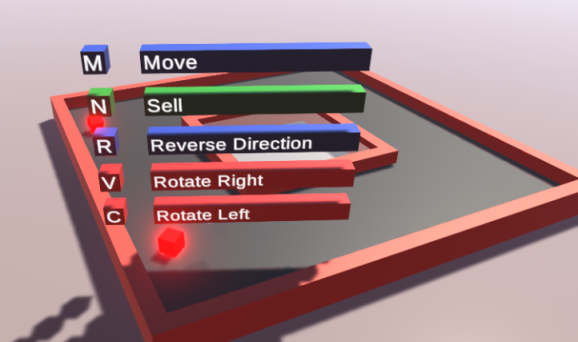 M Move
N Sell
R Reverse Direction
V Rotate Right
C Rotate Left